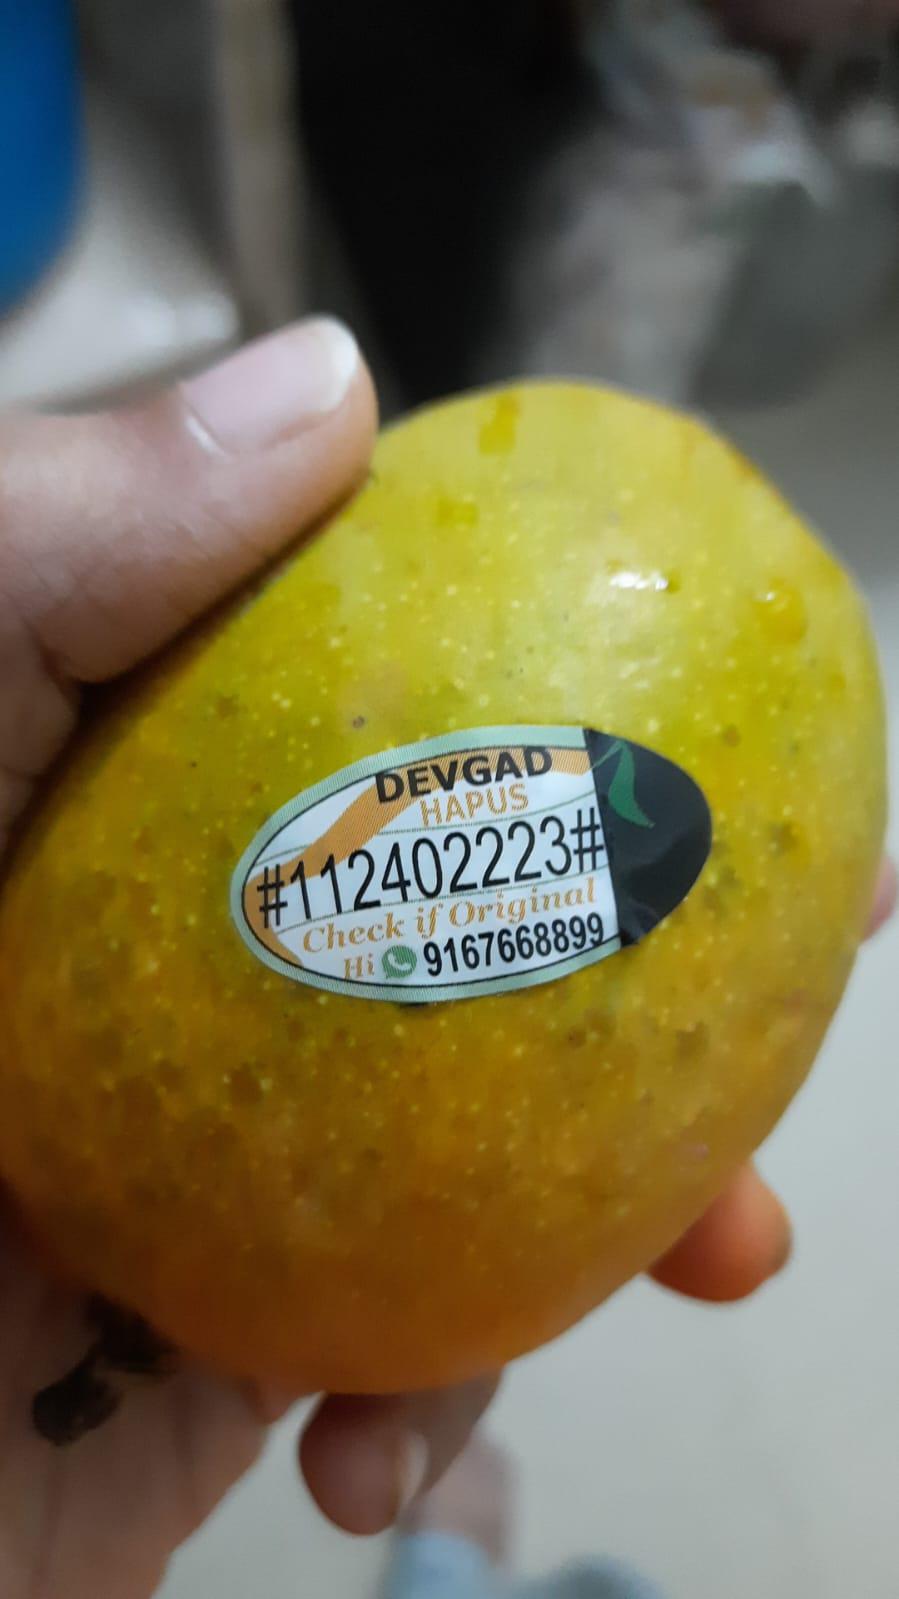 DEVGAD
HAPUS
#112402223#
Check if Original
Hi 9167668899